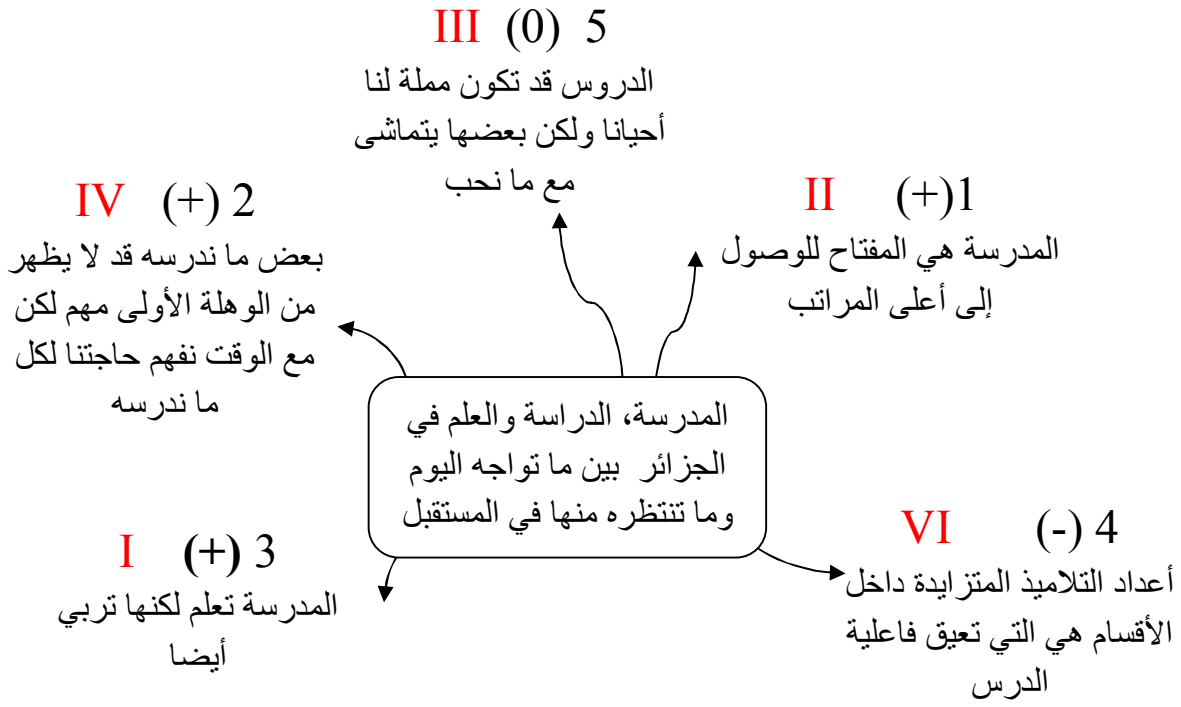 III (0) 5
الدروس قد تكون مملة لنا
أحيانا ولكن بعضها يتماشى
مع ما نحب
II (+)1
المدرسة هي المفتاح للوصول
إلى أعلى المراتب
IV (+) 2
بعض ما ندرسه قد لا يظهر
من الوهلة الأولى مهم لكن
مع الوقت نفهم حاجتنا لكل
ما ندرسه
المدرسة، الدراسة والعلم في
الجزائر بين ما تواجه اليوم
وما تنتظره منها في المستقبل
I (+) 3
المدرسة تعلم لكنها تربي
أيضا
VI (-) 4
أعداد التلاميذ المتزايدة داخل
الأقسام هي التي تعيق فاعلية
الدرس